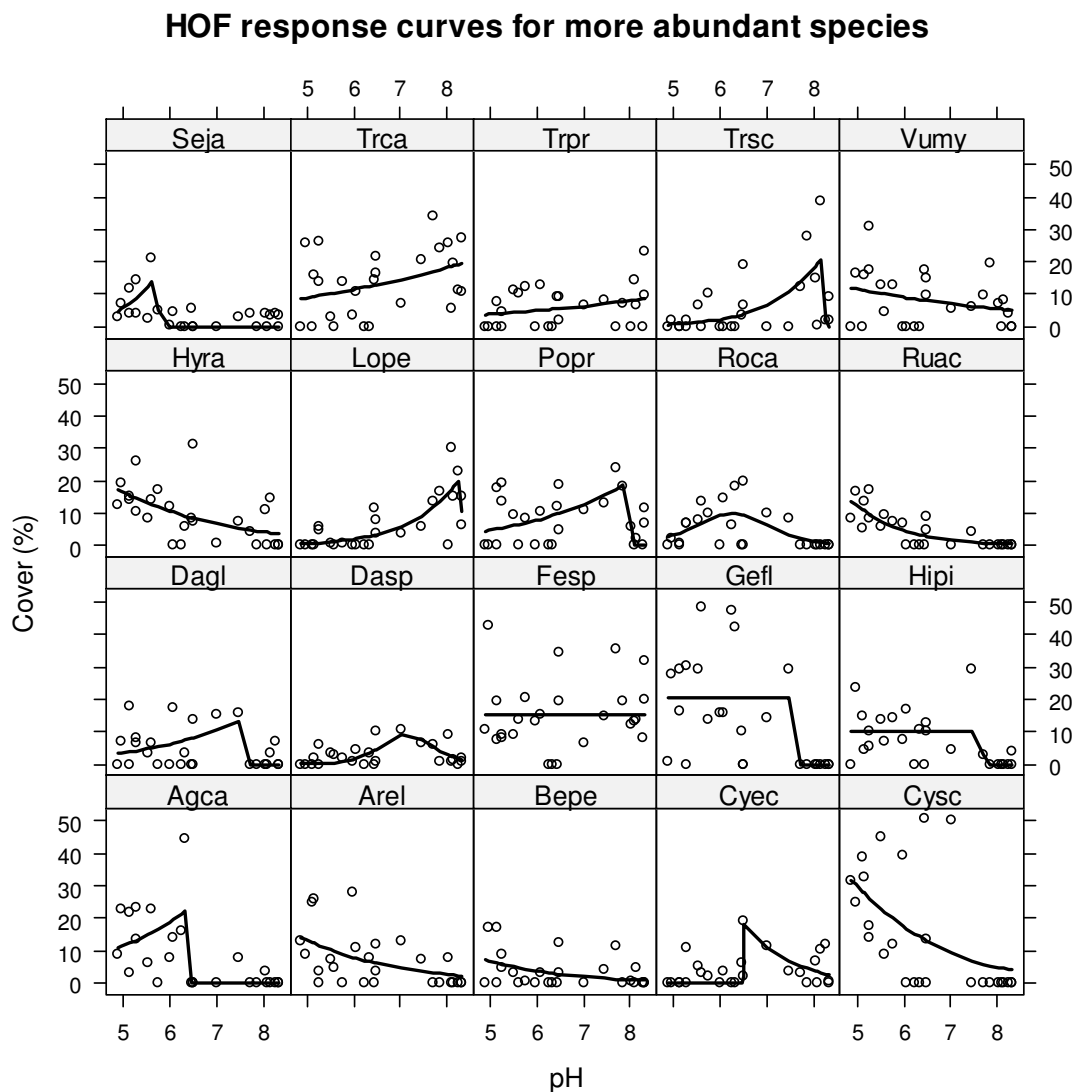 HOF response curves for more abundant species
5 6 7 8 5 6 7 8
Seja Trca Trpr Trsc Vumy
50
40
30
20
10
0
Hyra Lope Popr Roca Ruac
50
40
30
20
10
0
Dagl Dasp Fesp Gefl Hipi
50
40
30
20
10
0
Agca Arel Bepe Cyec Cysc
50
40
30
20
10
0
5 6 7 8 5 6 7 8 5 6 7 8
Cover (%)
pH